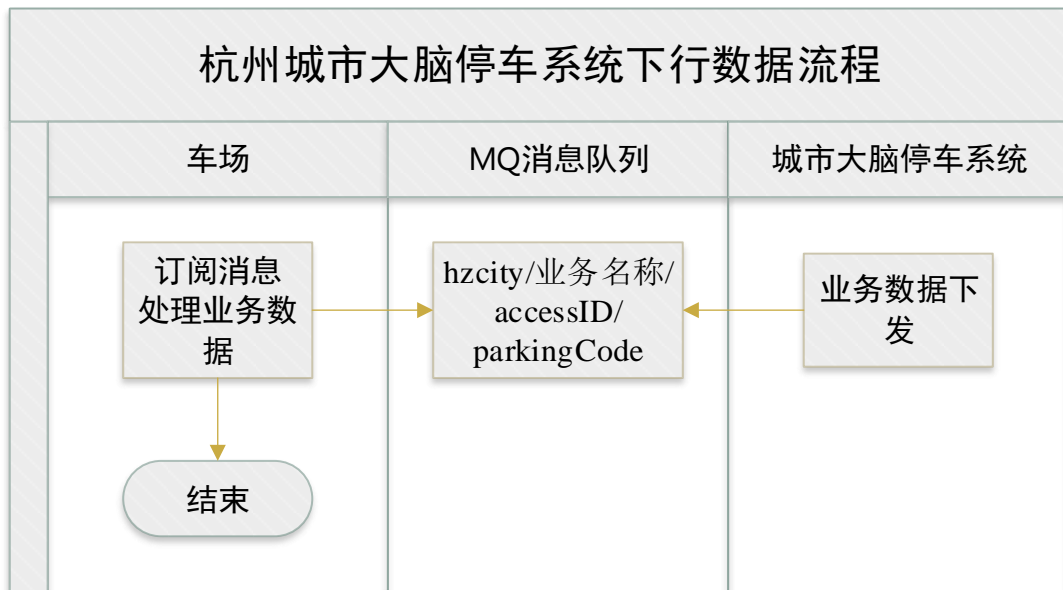 杭州城市大脑停车系统下行数据流程
车场
MQ消息队列
城市大脑停车系统
订阅消息
处理业务数
据
hzcity/业务名称/
accessID/
parkingCode
业务数据下
发
结束